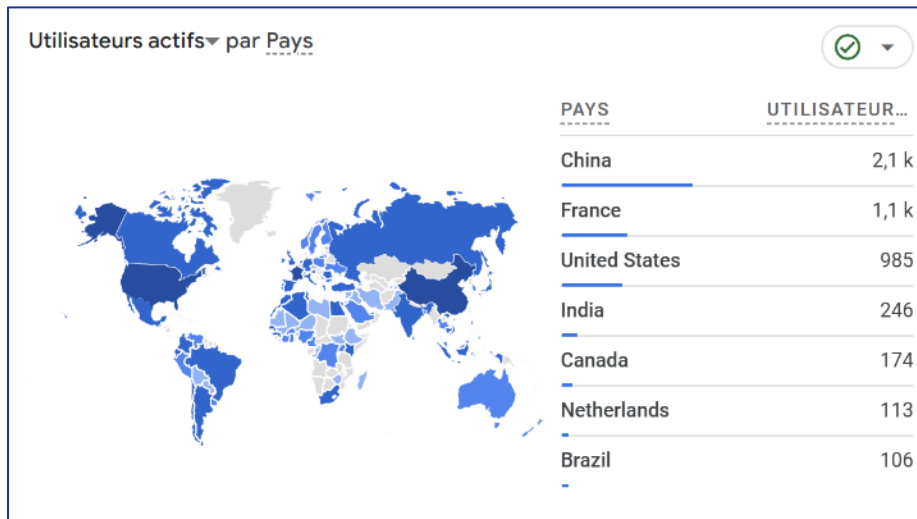 Utilisateurs actifs par Pays
PAYS UTILISATEUR...
China 2,1 k
France 1,1 k
United States 985
India 246
Canada 174
Netherlands 113
Brazil 106